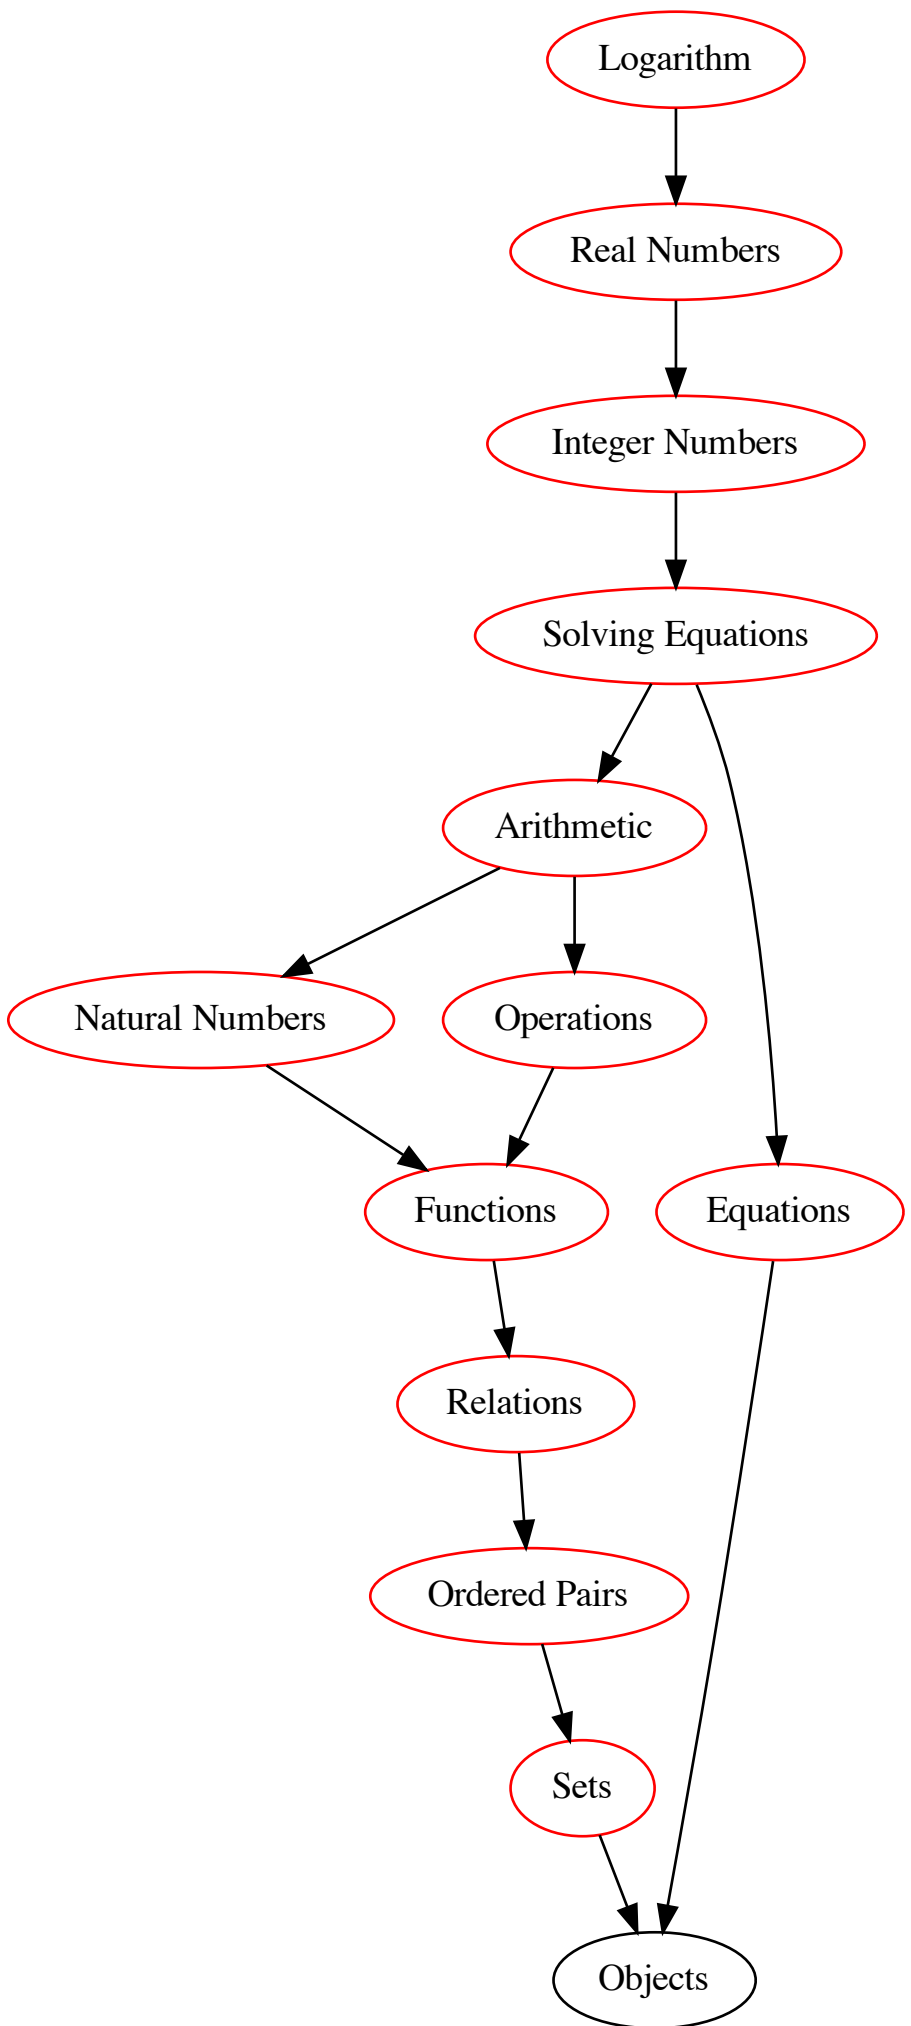 Logarithm
Real Numbers
Integer Numbers
Solving Equations
Arithmetic
Natural Numbers
Operations
Functions
Equations
Relations
Ordered Pairs
Sets
Objects